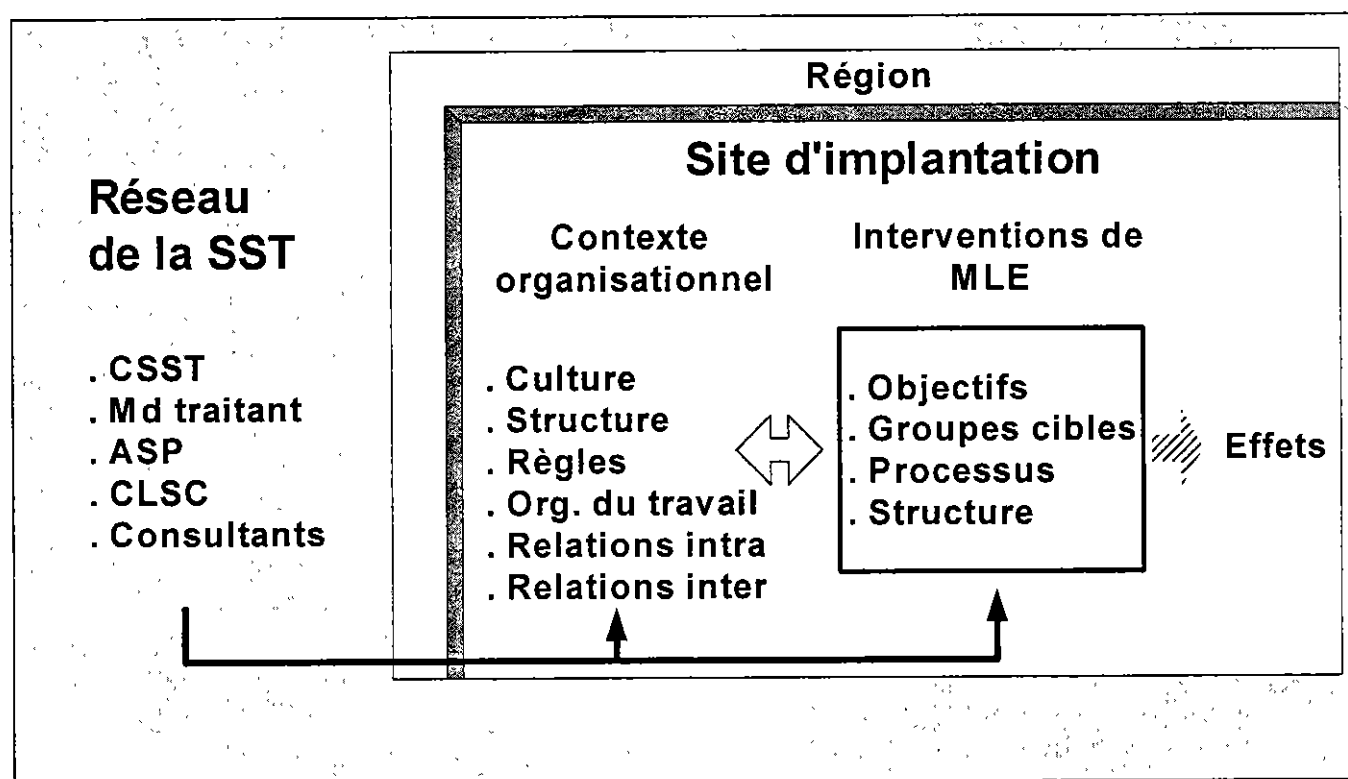 Région
Site d'implantation
Réseau
de la SST
. CSST
. Md traitant
. ASP
. CLSC
. Consultants
Contexte
organisationnel
. Culture
. Structure
. Règles
. Org. du travail
. Relations intra
. Relations inter
Interventions de
MLE
. Objectifs
. Groupes cibles
. Processus
. Structure
Effets